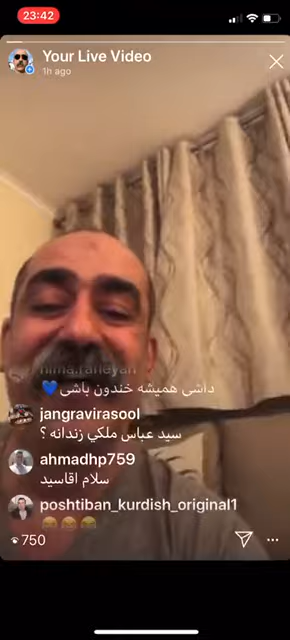 23:42
Your Live Video
1h ago
nima.raheyan
داشی همیشه خندون باشی💙
jangravirasool
سید عباس ملکي زندانه ؟
ahmadhp759
سلام اقاسید
poshtiban_kurdish_original1
😂😂😂
750